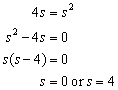 4s = s²
s² − 4s = 0
s(s − 4) = 0
s = 0 or s = 4